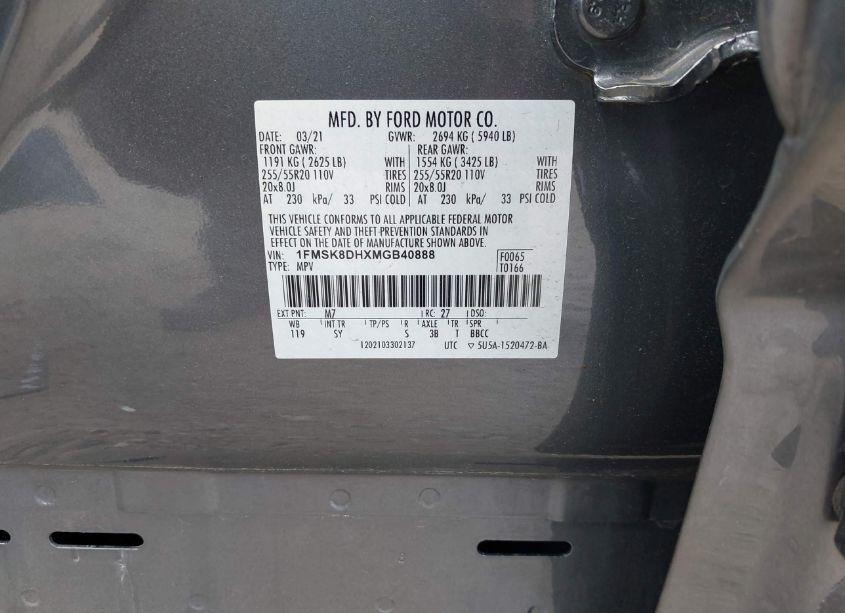 MFD. BY FORD MOTOR CO.
DATE: 03/21 GVWR: 2694 KG ( 5940 LB)
FRONT GAWR: REAR GAWR:
1191 KG ( 2625 LB) WITH 1554 KG ( 3425 LB) WITH
255/55R20 110V TIRES 255/55R20 110V TIRES
20x8.0J RIMS 20x8.0J RIMS
AT 230 kPa/ 33 PSI COLD AT 230 kPa/ 33 PSI COLD
THIS VEHICLE CONFORMS TO ALL APPLICABLE FEDERAL MOTOR
VEHICLE SAFETY AND THEFT PREVENTION STANDARDS IN
EFFECT ON THE DATE OF MANUFACTURE SHOWN ABOVE.
VIN: 1FMSK8DHXMGB40888 F0065
TYPE: MPV T0166
EXT PNT: M7 RC: 27 DSO:
WB INT TR TP/PS R AXLE TR SPR
119 SY S 3B T BBCC
1202103302137 UTC ▽ 5U5A-1520472-BA